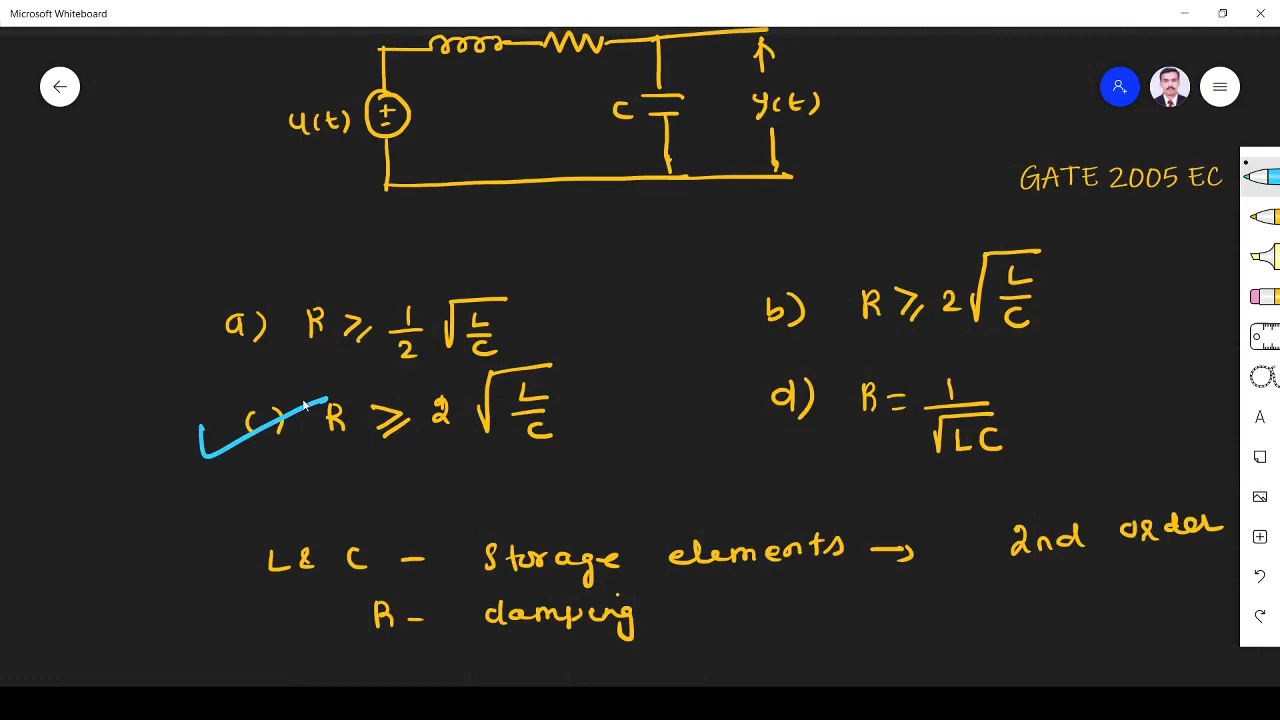 Microsoft Whiteboard
u(t)
C
y(t)
GATE 2005 EC
a) R ≥ 1/2 √(L/C)
b) R ≥ 2 √(L/C)
c) R ≥ 2 √(L/C)
d) R = 1/√(LC)
L & C - Storage elements → 2nd order
R - damping